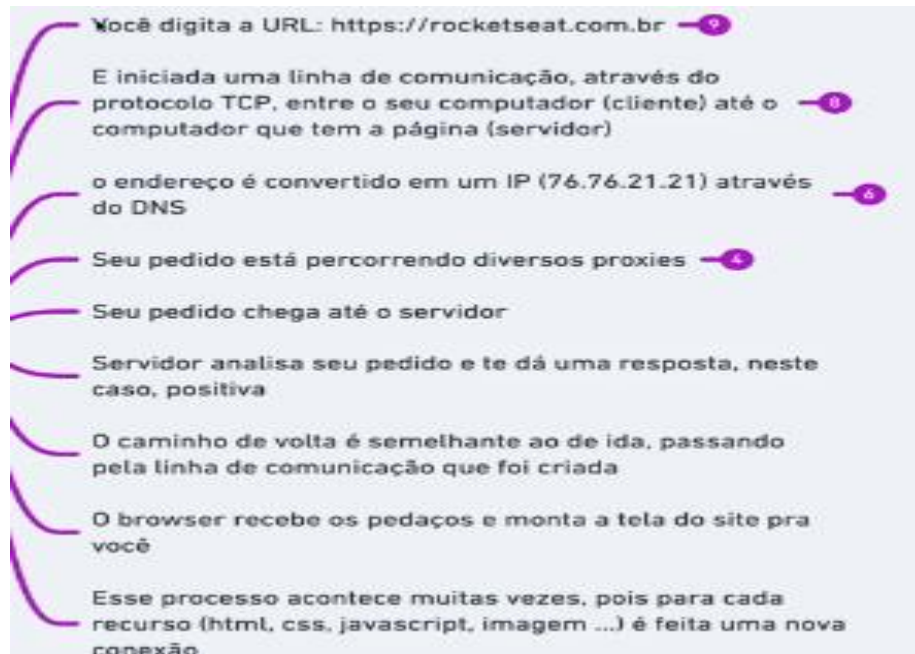 Você digita a URL: https://rocketseat.com.br 9
E iniciada uma linha de comunicação, através do
protocolo TCP, entre o seu computador (cliente) até o 8
computador que tem a página (servidor)
o endereço é convertido em um IP (76.76.21.21) através 6
do DNS
Seu pedido está percorrendo diversos proxies 4
Seu pedido chega até o servidor
Servidor analisa seu pedido e te dá uma resposta, neste
caso, positiva
O caminho de volta é semelhante ao de ida, passando
pela linha de comunicação que foi criada
O browser recebe os pedaços e monta a tela do site pra
você
Esse processo acontece muitas vezes, pois para cada
recurso (html, css, javascript, imagem ...) é feita uma nova
conexão